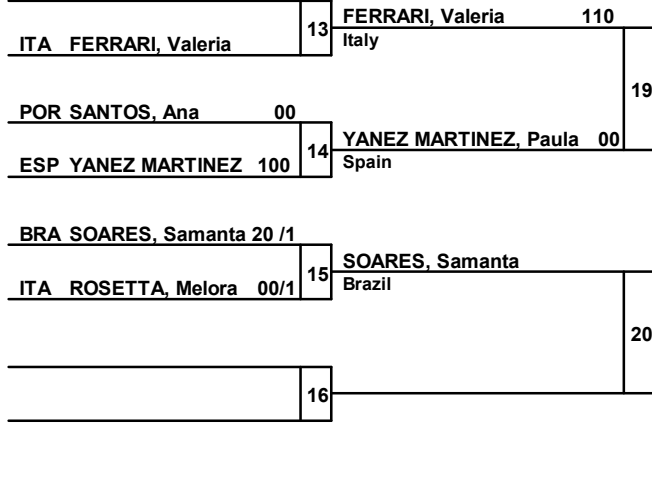 13
FERRARI, Valeria 110
ITA FERRARI, Valeria
Italy
19
POR SANTOS, Ana 00
14
YANEZ MARTINEZ, Paula 00
ESP YANEZ MARTINEZ 100
Spain
BRA SOARES, Samanta 20 /1
15
SOARES, Samanta
ITA ROSETTA, Melora 00/1
Brazil
20
16